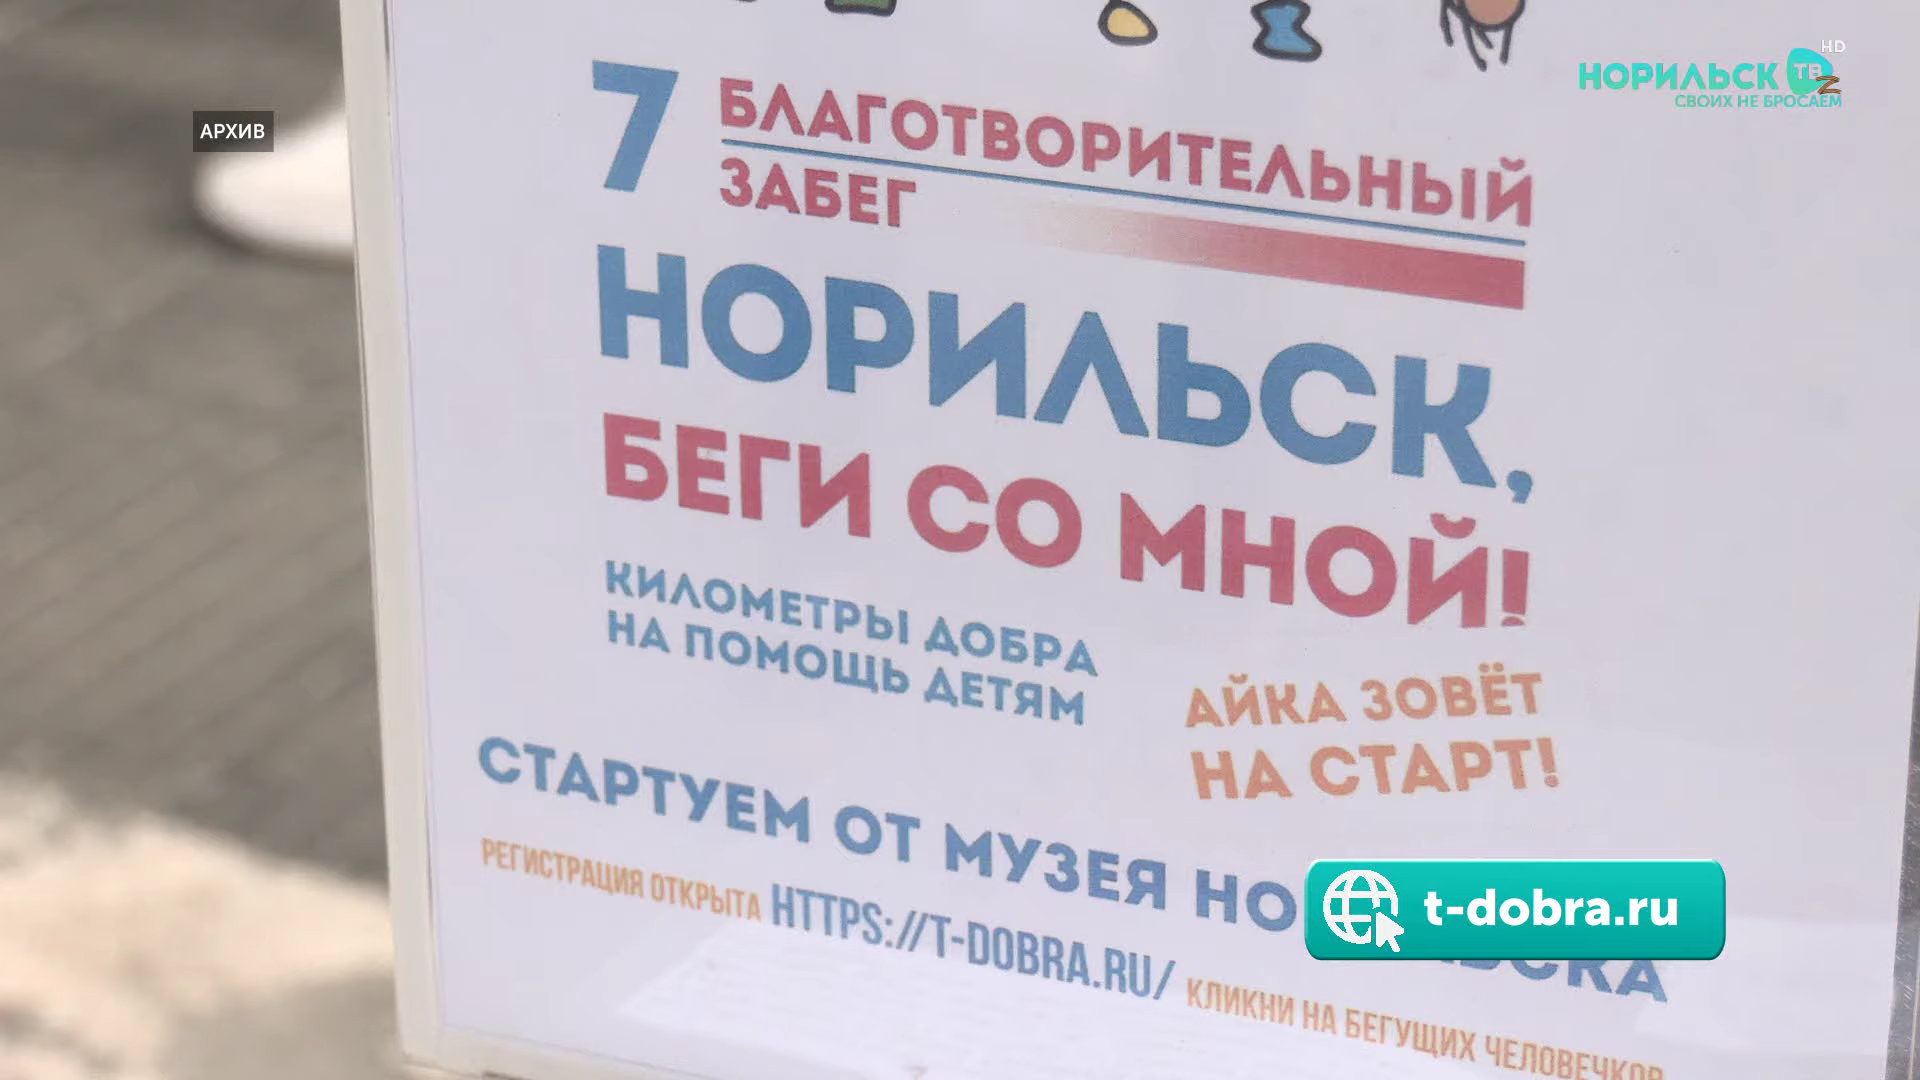 HD
НОРИЛЬСК ТВ
СВОИХ НЕ БРОСАЕМ
АРХИВ
7 БЛАГОТВОРИТЕЛЬНЫЙ
ЗАБЕГ
НОРИЛЬСК,
БЕГИ СО МНОЙ!
КИЛОМЕТРЫ ДОБРА
НА ПОМОЩЬ ДЕТЯМ
АЙКА ЗОВЁТ
НА СТАРТ!
СТАРТУЕМ ОТ МУЗЕЯ
РЕГИСТРАЦИЯ ОТКРЫТА HTTPS://T-DOBRA.RU/ КЛИКНИ НА БЕГУЩИХ ЧЕЛОВЕЧКОВ
t-dobra.ru